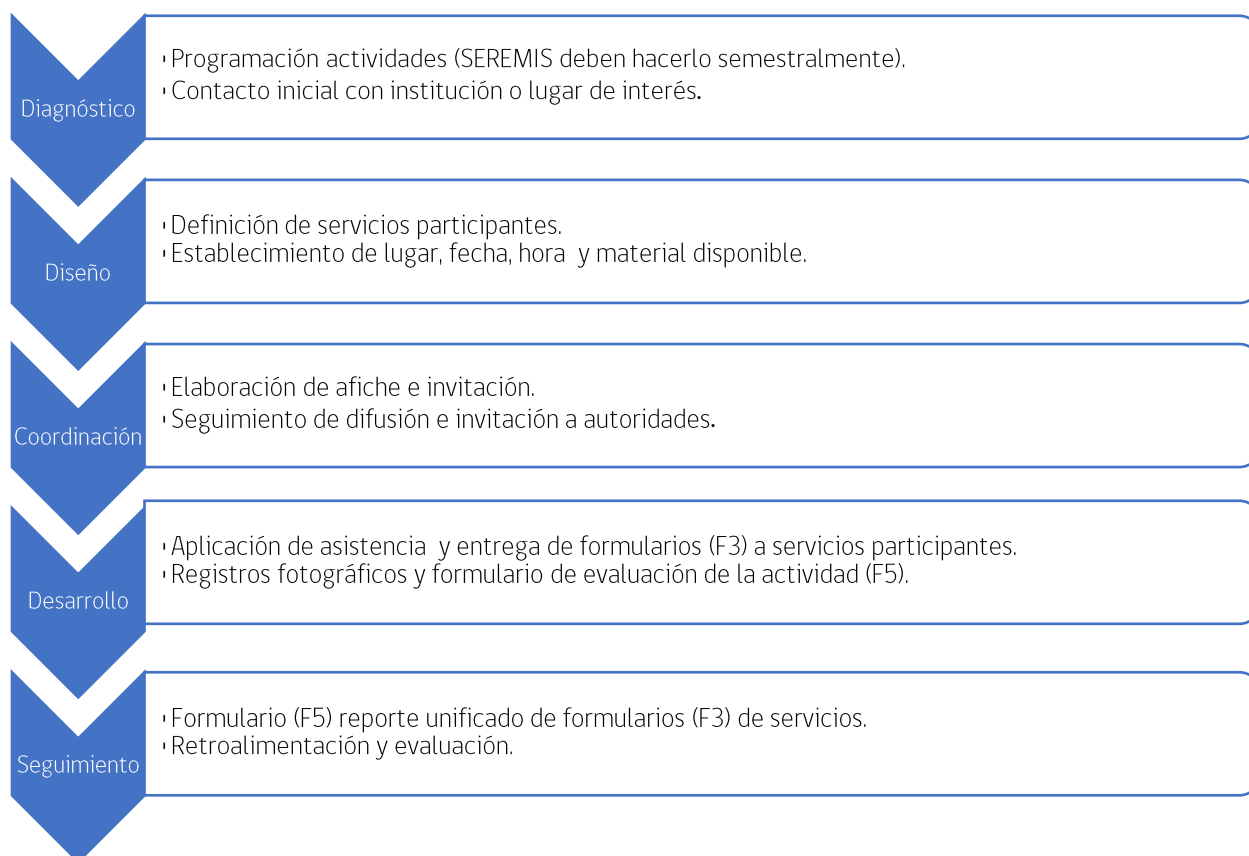 Diagnóstico
Programación actividades (SEREMIS deben hacerlo semestralmente).
Contacto inicial con institución o lugar de interés.
Diseño
Definición de servicios participantes.
Establecimiento de lugar, fecha, hora  y material disponible.
Coordinación
Elaboración de afiche e invitación.
Seguimiento de difusión e invitación a autoridades.
Desarrollo
Aplicación de asistencia  y entrega de formularios (F3) a servicios participantes.
Registros fotográficos y formulario de evaluación de la actividad (F5).
Seguimiento
Formulario (F5) reporte unificado de formularios (F3) de servicios.
Retroalimentación y evaluación.